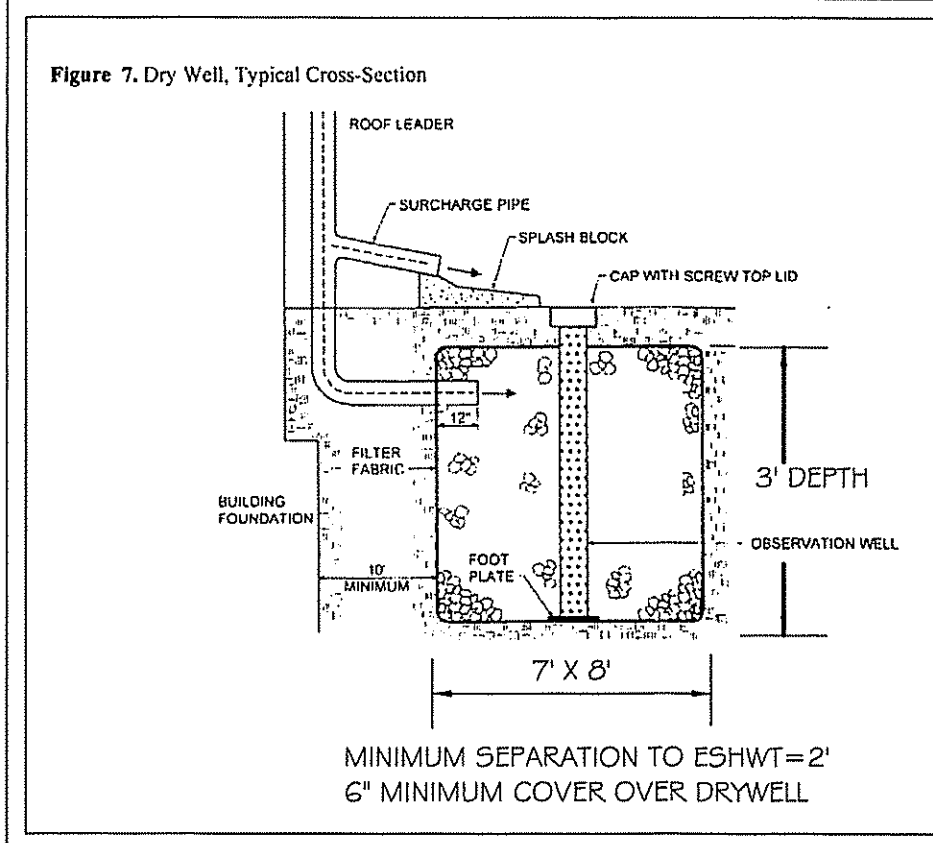 Figure 7. Dry Well, Typical Cross-Section
ROOF LEADER
SURCHARGE PIPE
SPLASH BLOCK
CAP WITH SCREW TOP LID
12"
FILTER
FABRIC
3' DEPTH
BUILDING
FOUNDATION
OBSERVATION WELL
FOOT
PLATE
10'
MINIMUM
7' X 8'
MINIMUM SEPARATION TO ESHWT=2'
6" MINIMUM COVER OVER DRYWELL